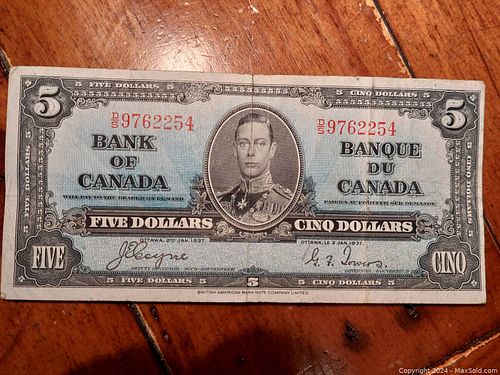 5 FIVE DOLLARS 5 5 CINQ DOLLARS 5
D/S 9762254 D/S 9762254
BANK OF CANADA
WILL PAY TO THE BEARER ON DEMAND
BANQUE DU CANADA
PAIERA AU PORTEUR SUR DEMANDE
FIVE DOLLARS CINQ DOLLARS
OTTAWA, 2ND JAN. 1937. OTTAWA, LE 2 JAN. 1937.
J.E. Coyne G. F. Towers
DEPUTY GOVERNOR SOUS-GOUVERNEUR GOVERNOR GOUVERNEUR
FIVE CINQ
5 FIVE DOLLARS 5 5 5 CINQ DOLLARS 5
BRITISH AMERICAN BANK NOTE COMPANY LIMITED
Copyright 2024 - MaxSold.com